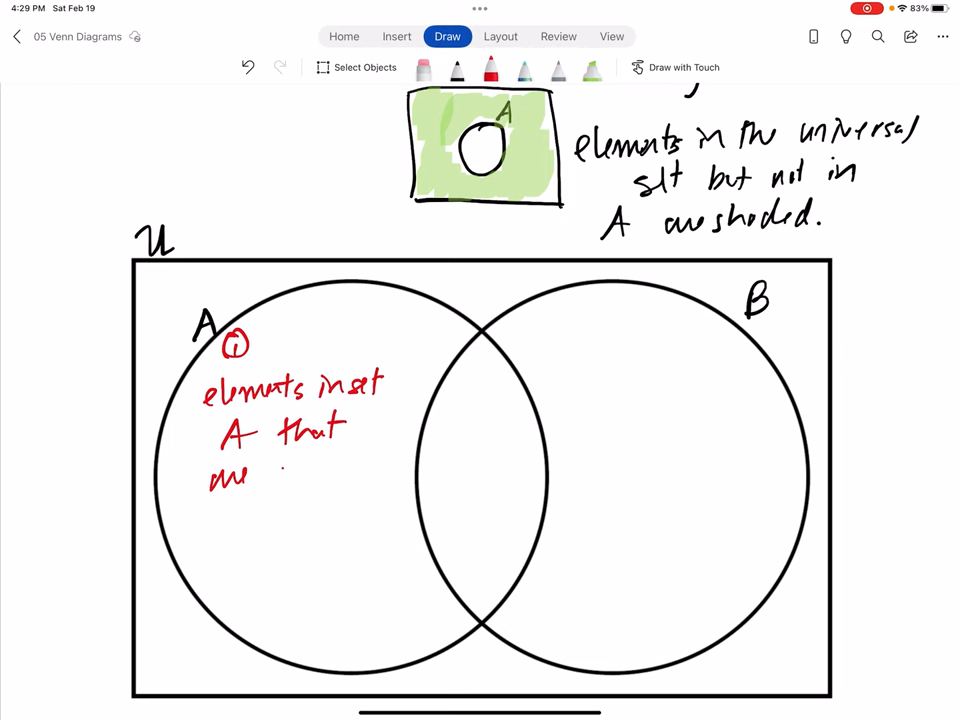 4:29 PM Sat Feb 19
83%
05 Venn Diagrams
Home Insert Draw Layout Review View
Select Objects
Draw with Touch
A
elements in the universal
set but not in
A are shaded.
U
A
B
1
elements in set
A that
are